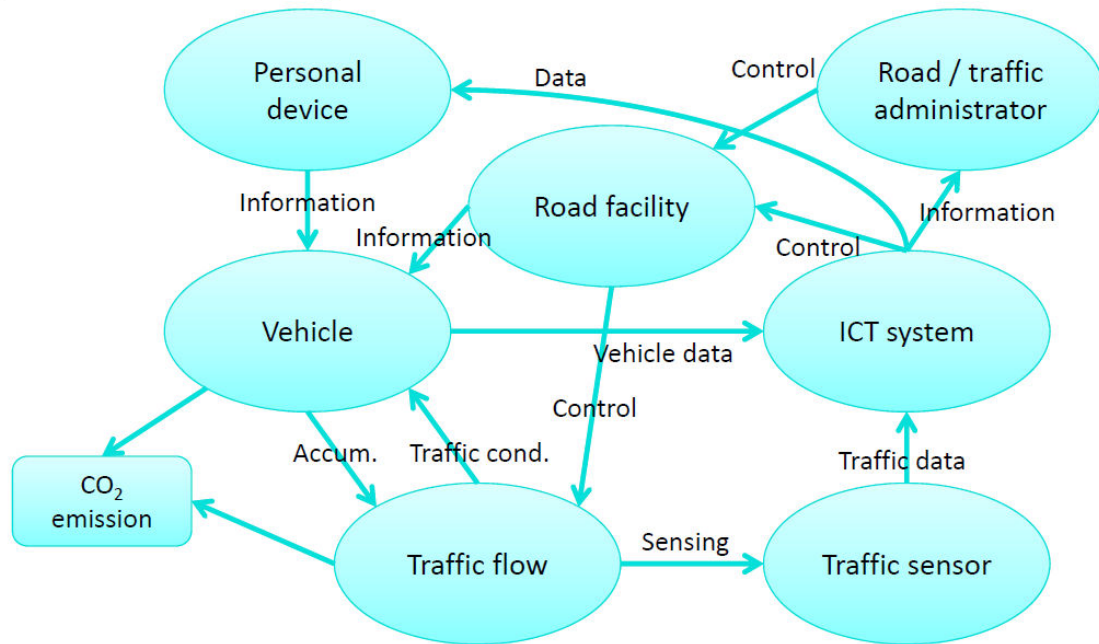 Personal
device
Data
Control
Road / traffic
administrator
Information
Road facility
Information
Information
Control
Vehicle
ICT system
Vehicle data
Control
Accum.
Traffic cond.
Traffic data
CO₂
emission
Sensing
Traffic flow
Traffic sensor